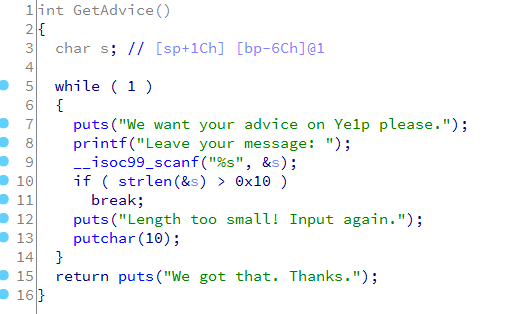 1 int GetAdvice()
2 {
3   char s; // [sp+1Ch] [bp-6Ch]@1
4
5   while ( 1 )
6   {
7     puts("We want your advice on Ye1p please.");
8     printf("Leave your message: ");
9     __isoc99_scanf("%s", &s);
10     if ( strlen(&s) > 0x10 )
11       break;
12     puts("Length too small! Input again.");
13     putchar(10);
14   }
15   return puts("We got that. Thanks.");
16 }